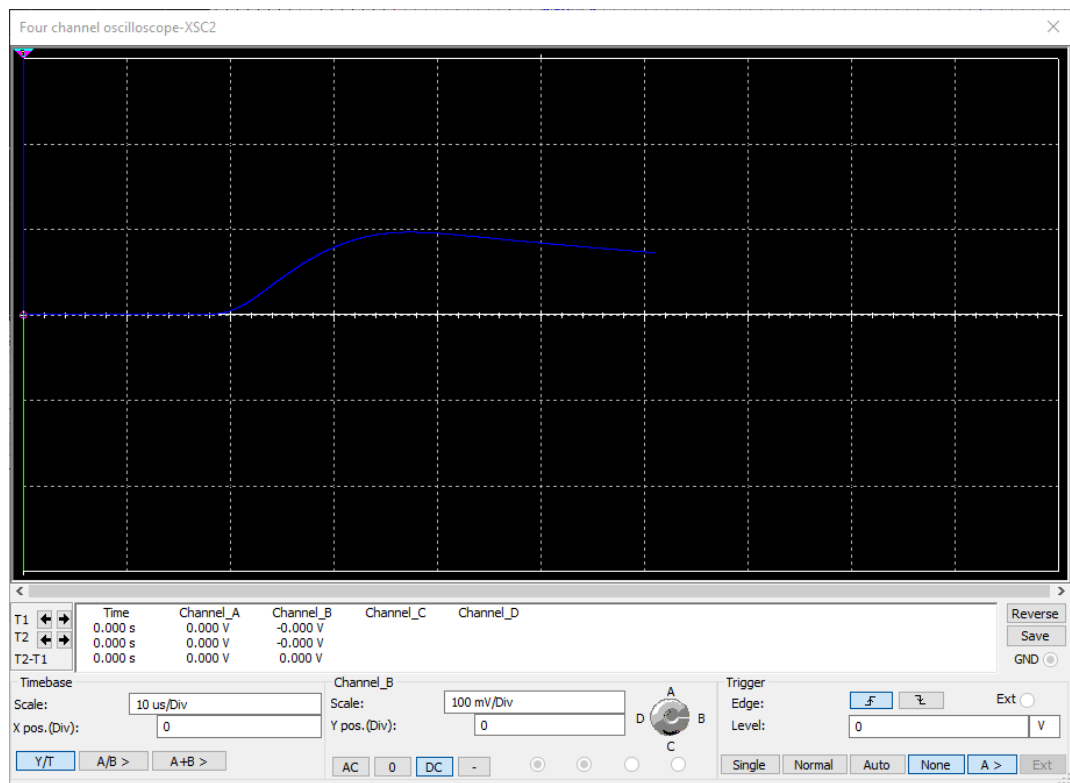 Four channel oscilloscope-XSC2
Time Channel_A Channel_B Channel_C Channel_D
T1 0.000 s 0.000 V -0.000 V
T2 0.000 s 0.000 V -0.000 V
T2-T1 0.000 s 0.000 V 0.000 V
Reverse
Save
GND
Timebase
Scale: 10 us/Div
X pos.(Div): 0
Y/T A/B > A+B >
Channel_B
Scale: 100 mV/Div
Y pos.(Div): 0
AC 0 DC -
A
D B
C
Trigger
Edge: Ext
Level: 0 V
Single Normal Auto None A > Ext